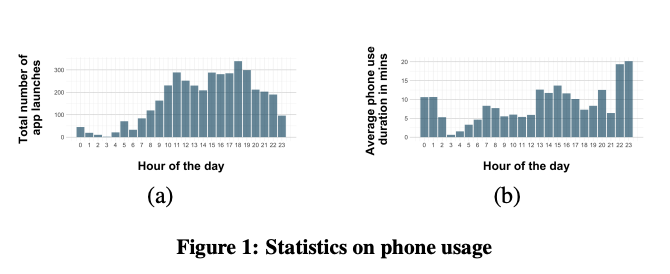 Total number of
app launches
300
200
100
0
0 1 2 3 4 5 6 7 8 9 10 11 12 13 14 15 16 17 18 19 20 21 22 23
Hour of the day
(a)
Average phone use
duration in mins
20
15
10
5
0
0 1 2 3 4 5 6 7 8 9 10 11 12 13 14 15 16 17 18 19 20 21 22 23
Hour of the day
(b)
Figure 1: Statistics on phone usage